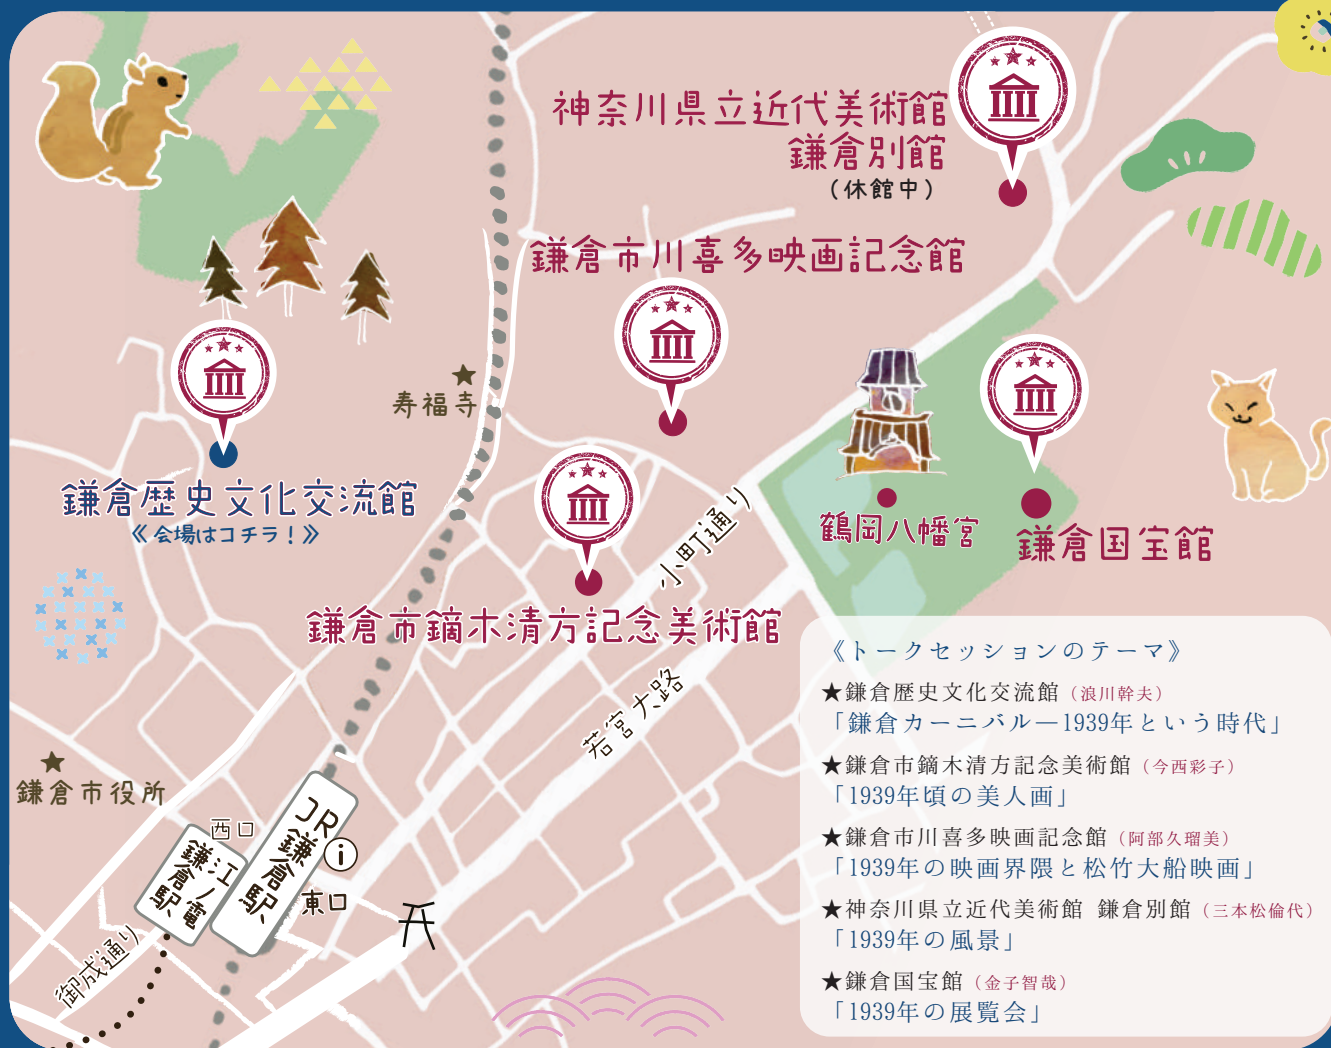 神奈川県立近代美術館
鎌倉別館
（休館中）
鎌倉市川喜多映画記念館
寿福寺
鎌倉歴史文化交流館
《会場はコチラ！》
小町通り
鶴岡八幡宮
鎌倉国宝館
鎌倉市鏑木清方記念美術館
若宮大路
鎌倉市役所
西口
JR鎌倉駅
i
江ノ電
鎌倉駅
東口
御成通り
《トークセッションのテーマ》
★鎌倉歴史文化交流館（浪川幹夫）
「鎌倉カーニバル―1939年という時代」
★鎌倉市鏑木清方記念美術館（今西彩子）
「1939年頃の美人画」
★鎌倉市川喜多映画記念館（阿部久瑠美）
「1939年の映画界隈と松竹大船映画」
★神奈川県立近代美術館 鎌倉別館（三本松倫代）
「1939年の風景」
★鎌倉国宝館（金子智哉）
「1939年の展覧会」